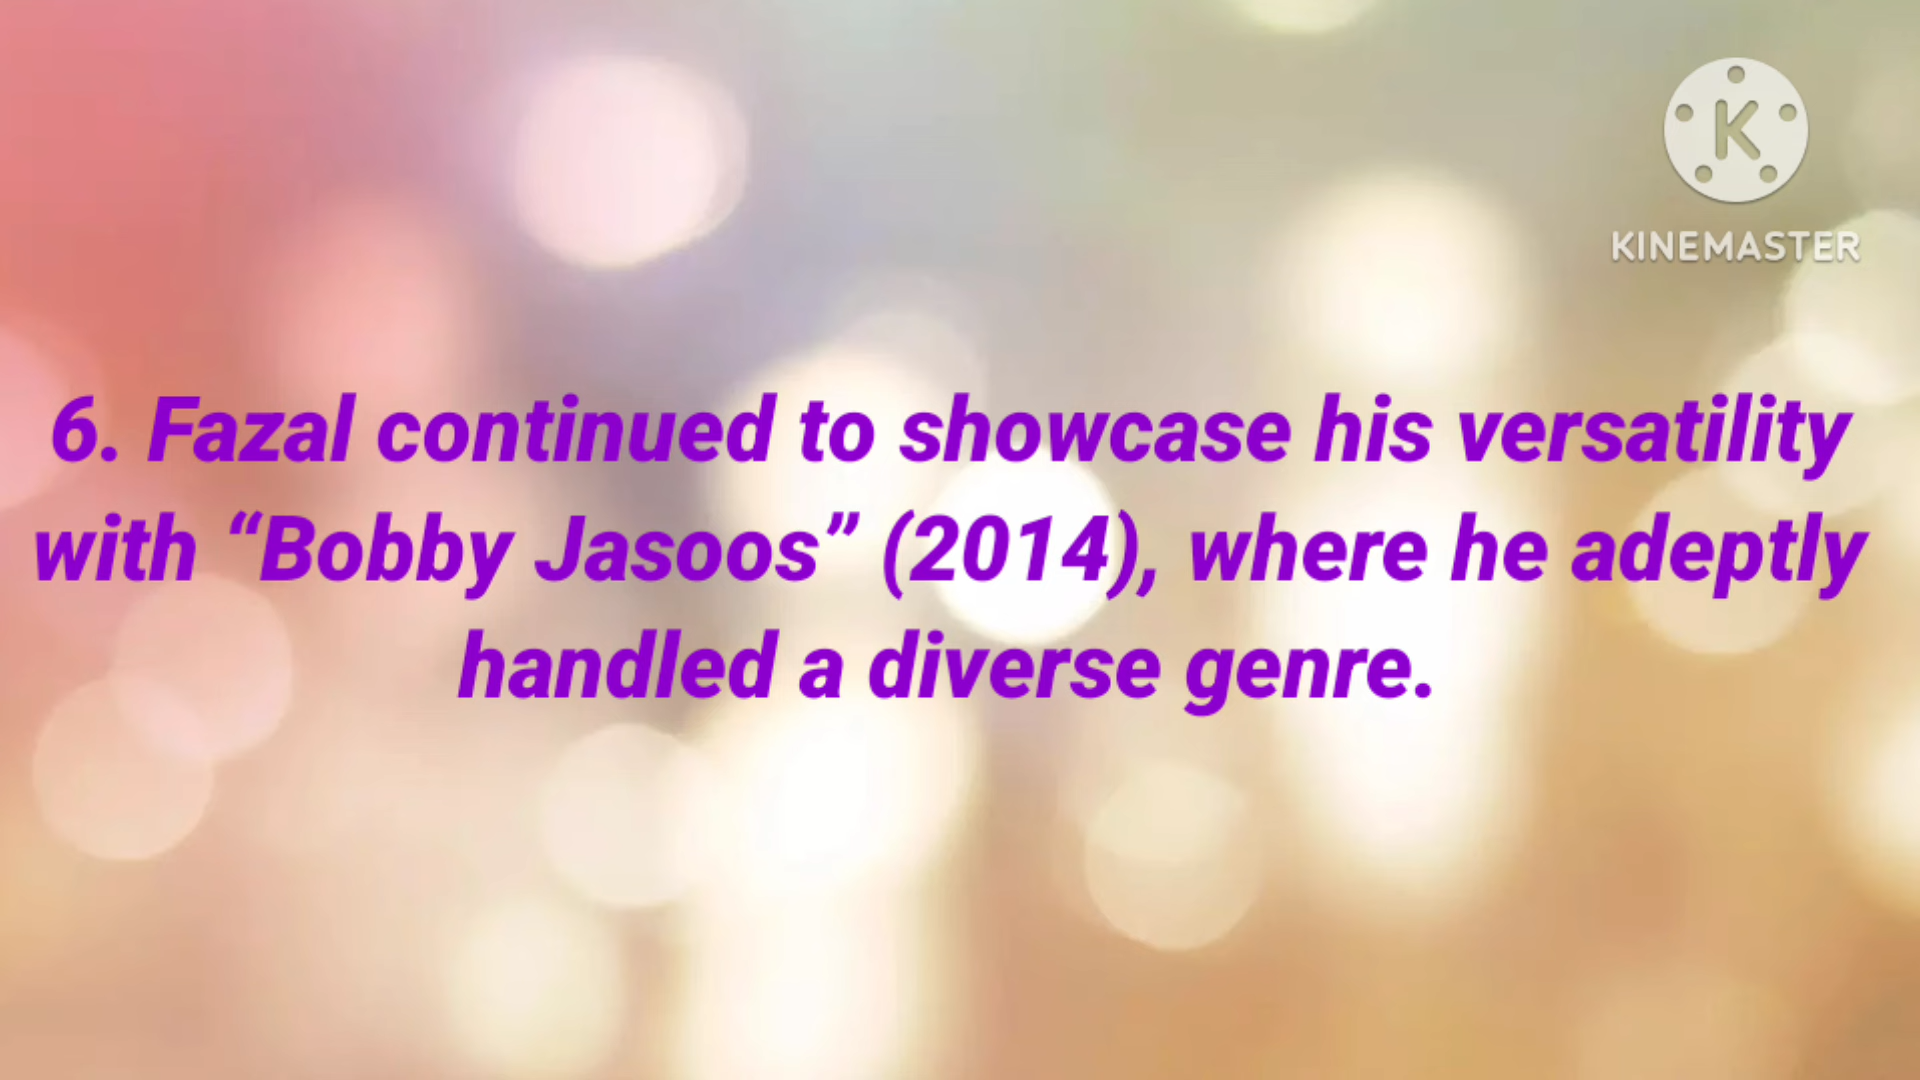 K
KINEMASTER
6. Fazal continued to showcase his versatility
with “Bobby Jasoos” (2014), where he adeptly
handled a diverse genre.